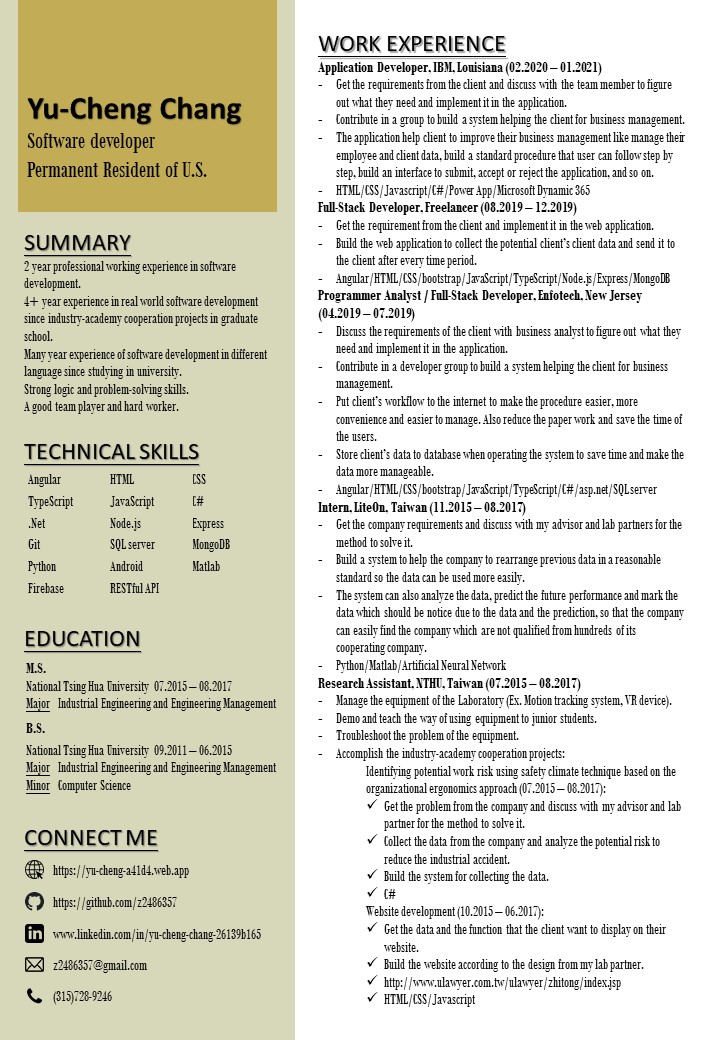 Yu-Cheng Chang
Software developer
Permanent Resident of U.S.
SUMMARY
2 year professional working experience in software
development.
4+ year experience in real world software development
since industry-academy cooperation projects in graduate
school.
Many year experience of software development in different
language since studying in university.
Strong logic and problem-solving skills.
A good team player and hard worker.
TECHNICAL SKILLS
Angular HTML CSS
TypeScript JavaScript C#
.Net Node.js Express
Git SQL server MongoDB
Python Android Matlab
Firebase RESTful API
EDUCATION
M.S.
National Tsing Hua University 07.2015 – 08.2017
Major Industrial Engineering and Engineering Management
B.S.
National Tsing Hua University 09.2011 – 06.2015
Major Industrial Engineering and Engineering Management
Minor Computer Science
CONNECT ME
https://yu-cheng-a41d4.web.app
https://github.com/z2486357
www.linkedin.com/in/yu-cheng-chang-26139b165
z2486357@gmail.com
(315)728-9246
WORK EXPERIENCE
Application Developer, IBM, Louisiana (02.2020 – 01.2021)
- Get the requirements from the client and discuss with the team member to figure
out what they need and implement it in the application.
- Contribute in a group to build a system helping the client for business management.
- The application help client to improve their business management like manage their
employee and client data, build a standard procedure that user can follow step by
step, build an interface to submit, accept or reject the application, and so on.
- HTML/CSS/Javascript/C#/Power App/Microsoft Dynamic 365
Full-Stack Developer, Freelancer (08.2019 – 12.2019)
- Get the requirement from the client and implement it in the web application.
- Build the web application to collect the potential client's client data and send it to
the client after every time period.
- Angular/HTML/CSS/bootstrap/JavaScript/TypeScript/Node.js/Express/MongoDB
Programmer Analyst / Full-Stack Developer, Enfotech, New Jersey
(04.2019 – 07.2019)
- Discuss the requirements of the client with business analyst to figure out what they
need and implement it in the application.
- Contribute in a developer group to build a system helping the client for business
management.
- Put client's workflow to the internet to make the procedure easier, more
convenience and easier to manage. Also reduce the paper work and save the time of
the users.
- Store client's data to database when operating the system to save time and make the
data more manageable.
- Angular/HTML/CSS/bootstrap/JavaScript/TypeScript/C#/asp.net/SQL server
Intern, LiteOn, Taiwan (11.2015 – 08.2017)
- Get the company requirements and discuss with my advisor and lab partners for the
method to solve it.
- Build a system to help the company to rearrange previous data in a reasonable
standard so the data can be used more easily.
- The system can also analyze the data, predict the future performance and mark the
data which should be notice due to the data and the prediction, so that the company
can easily find the company which are not qualified from hundreds of its
cooperating company.
- Python/Matlab/Artificial Neural Network
Research Assistant, NTHU, Taiwan (07.2015 – 08.2017)
- Manage the equipment of the Laboratory (Ex. Motion tracking system, VR device).
- Demo and teach the way of using equipment to junior students.
- Troubleshoot the problem of the equipment.
- Accomplish the industry-academy cooperation projects:
Identifying potential work risk using safety climate technique based on the
organizational ergonomics approach (07.2015 – 08.2017):
✓ Get the problem from the company and discuss with my advisor and lab
partner for the method to solve it.
✓ Collect the data from the company and analyze the potential risk to
reduce the industrial accident.
✓ Build the system for collecting the data.
✓ C#
Website development (10.2015 – 06.2017):
✓ Get the data and the function that the client want to display on their
website.
✓ Build the website according to the design from my lab partner.
✓ http://www.ulawyer.com.tw/ulawyer/zhitong/index.jsp
✓ HTML/CSS/Javascript